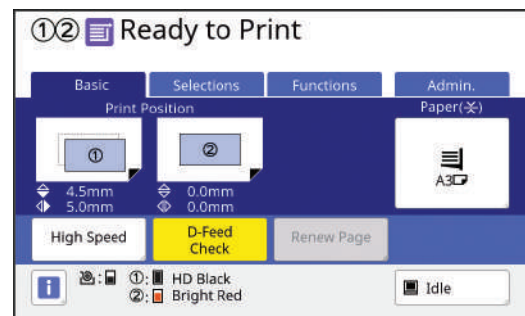 ①② Ready to Print
Basic Selections Functions Admin.
Print Position Paper(⚹)
① ②
A3
4.5mm 0.0mm
5.0mm 0.0mm
High Speed D-Feed Check Renew Page
i ①: HD Black
②: Bright Red
Idle